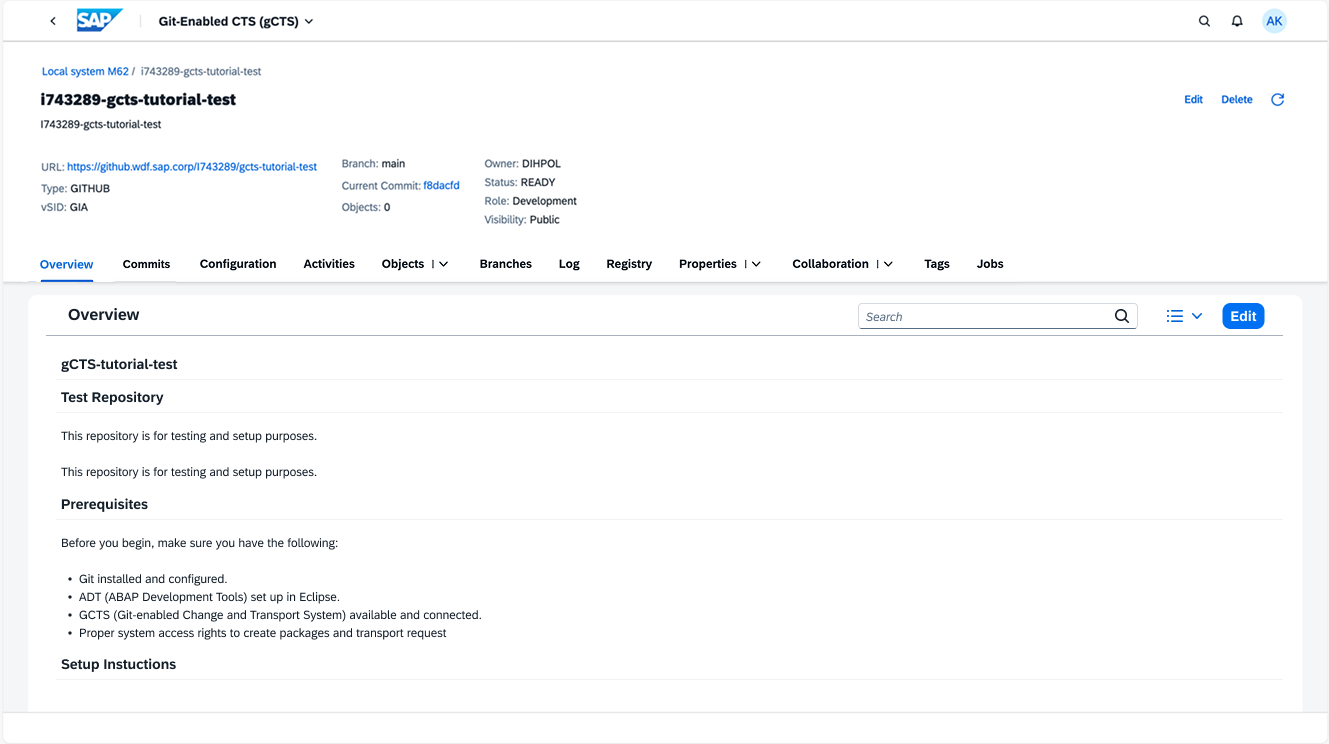 SAP Git-Enabled CTS (gCTS) AK
Local system M62 / i743289-gcts-tutorial-test
i743289-gcts-tutorial-test Edit Delete
I743289-gcts-tutorial-test
URL: https://github.wdf.sap.corp/I743289/gcts-tutorial-test
Type: GITHUB
vSID: GIA
Branch: main
Current Commit: f8dacfd
Objects: 0
Owner: DIHPOL
Status: READY
Role: Development
Visibility: Public
Overview Commits Configuration Activities Objects Branches Log Registry Properties Collaboration Tags Jobs
Overview Search Edit
gCTS-tutorial-test
Test Repository
This repository is for testing and setup purposes.
This repository is for testing and setup purposes.
Prerequisites
Before you begin, make sure you have the following:
• Git installed and configured.
• ADT (ABAP Development Tools) set up in Eclipse.
• GCTS (Git-enabled Change and Transport System) available and connected.
• Proper system access rights to create packages and transport request
Setup Instuctions